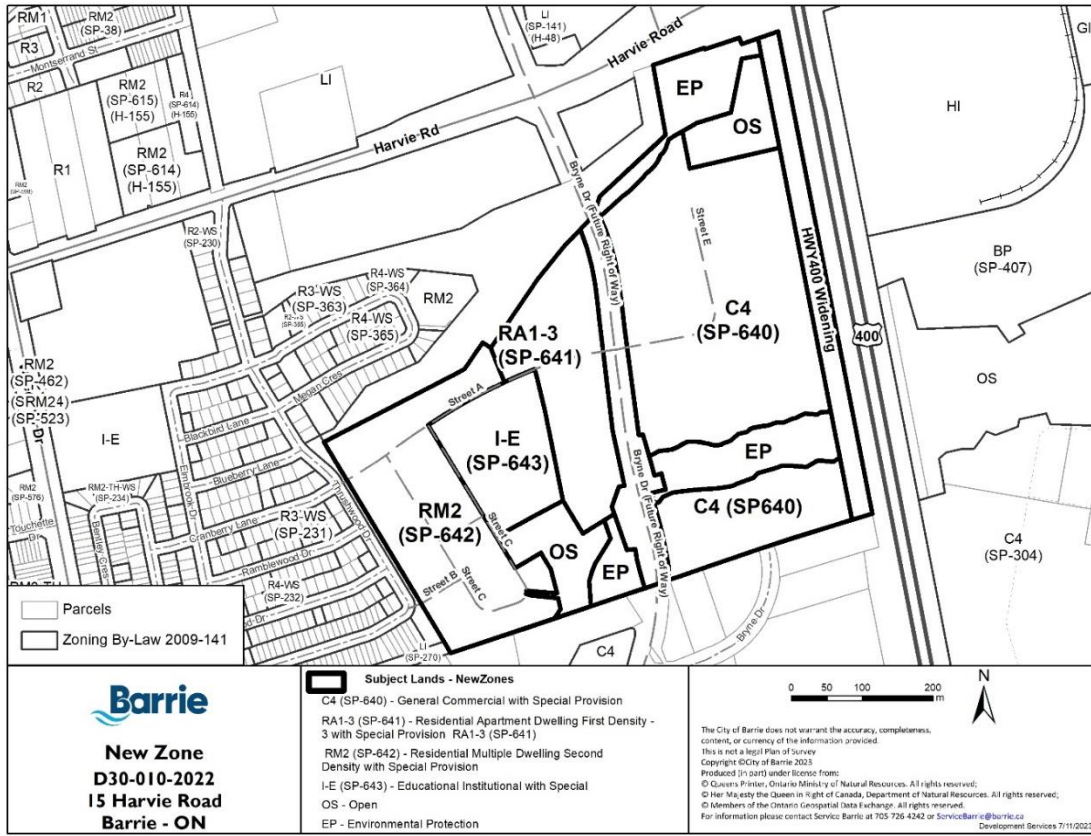 RM1
RM2
(SP-38)
R3
Montserrand St
R2
RM2
(SP-615)
(H-155)
R4
(SP-614)
(H-155)
RM2
(SP-614)
(H-155)
R1
LI
LI
(SP-141)
(H-48)
Harvie Road
Harvie Rd
EP
OS
HI
R2-WS
(SP-230)
Bryne Dr (Future Right of Way)
Street E
HWY400 Widening
BP
(SP-407)
400
R4-WS
(SP-364)
R3-WS
(SP-363)
RM2
R4-WS
(SP-365)
RA1-3
(SP-641)
C4
(SP-640)
OS
RM2
(SP-462)
(SRM24)
(SP-523)
Dr
I-E
Megan Cres
Blackbird Lane
Street A
I-E
(SP-643)
EP
Elmbrook Dr
Blueberry Lane
Thrushwood Dr
RM2
(SP-576)
RM2-TH-WS
(SP-234)
Cranberry Lane
R3-WS
(SP-231)
RM2
(SP-642)
Street C
C4 (SP640)
Bryne Dr (Future Right of Way)
Touchette
Dr
Bentley Cres
Ramblewood Dr
R4-WS
(SP-232)
OS
EP
Street B
Street C
C4
(SP-304)
Bryne Dr
LI
(SP-270)
C4
Parcels
Zoning By-Law 2009-141
Barrie
New Zone
D30-010-2022
15 Harvie Road
Barrie - ON
Subject Lands - NewZones
C4 (SP-640) - General Commercial with Special Provision
RA1-3 (SP-641) - Residential Apartment Dwelling First Density -
3 with Special Provision RA1-3 (SP-641)
RM2 (SP-642) - Residential Multiple Dwelling Second
Density with Special Provision
I-E (SP-643) - Educational Institutional with Special
OS - Open
EP - Environmental Protection
N
0 50 100 200
m
The City of Barrie does not warrant the accuracy, completeness,
content, or currency of the information provided.
This is not a legal Plan of Survey
Copyright ©City of Barrie 2023
Produced (in part) under license from:
© Queens Printer, Ontario Ministry of Natural Resources. All rights reserved;
© Her Majesty the Queen in Right of Canada, Department of Natural Resources. All rights reserved;
© Members of the Ontario Geospatial Data Exchange. All rights reserved.
For information please contact Service Barrie at 705 726 4242 or ServiceBarrie@barrie.ca
Development Services 7/11/2023